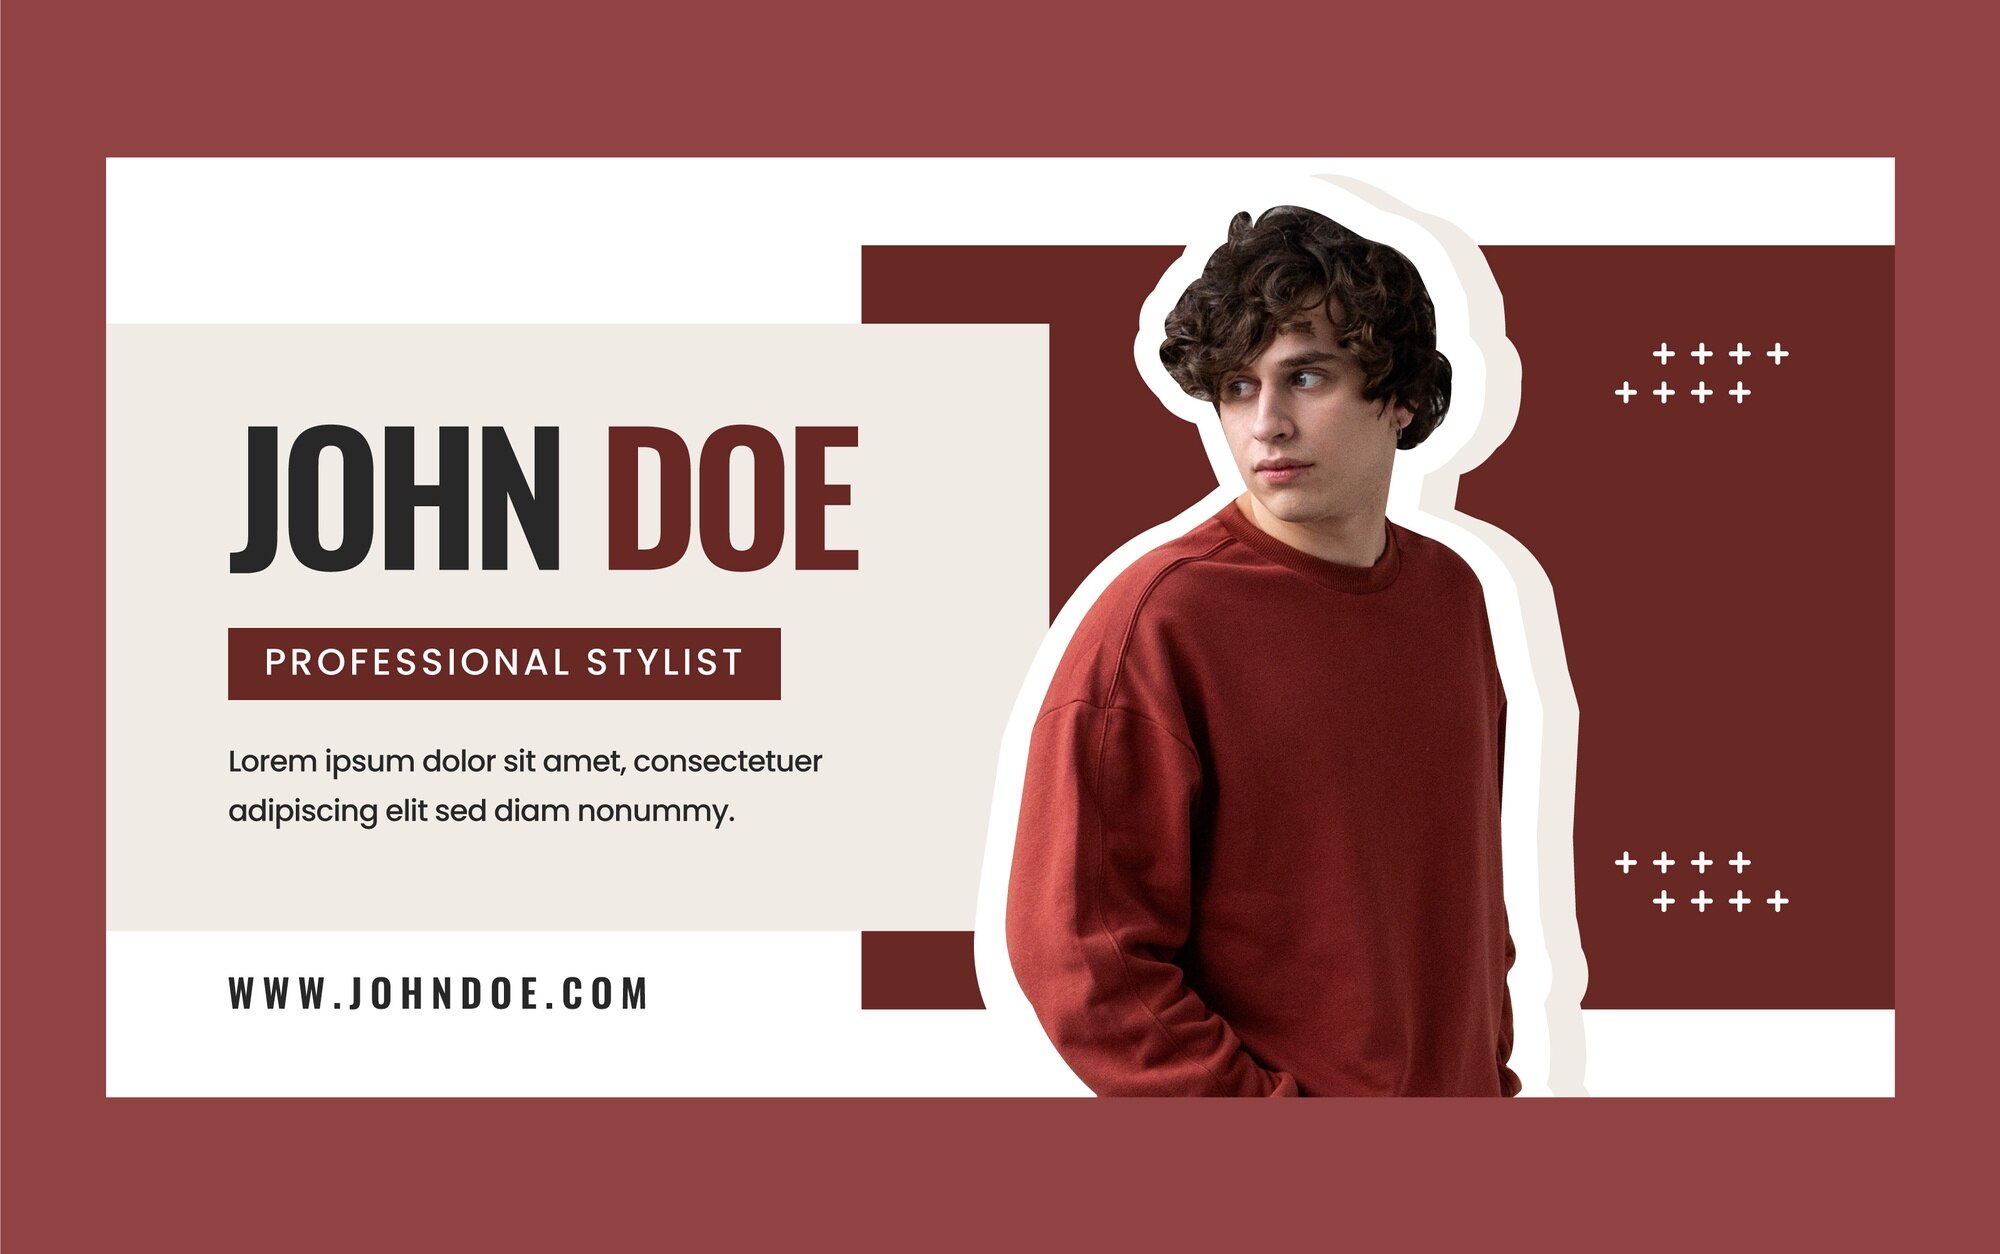 JOHN DOE
PROFESSIONAL STYLIST
Lorem ipsum dolor sit amet, consectetuer
adipiscing elit sed diam nonummy.
WWW.JOHNDOE.COM